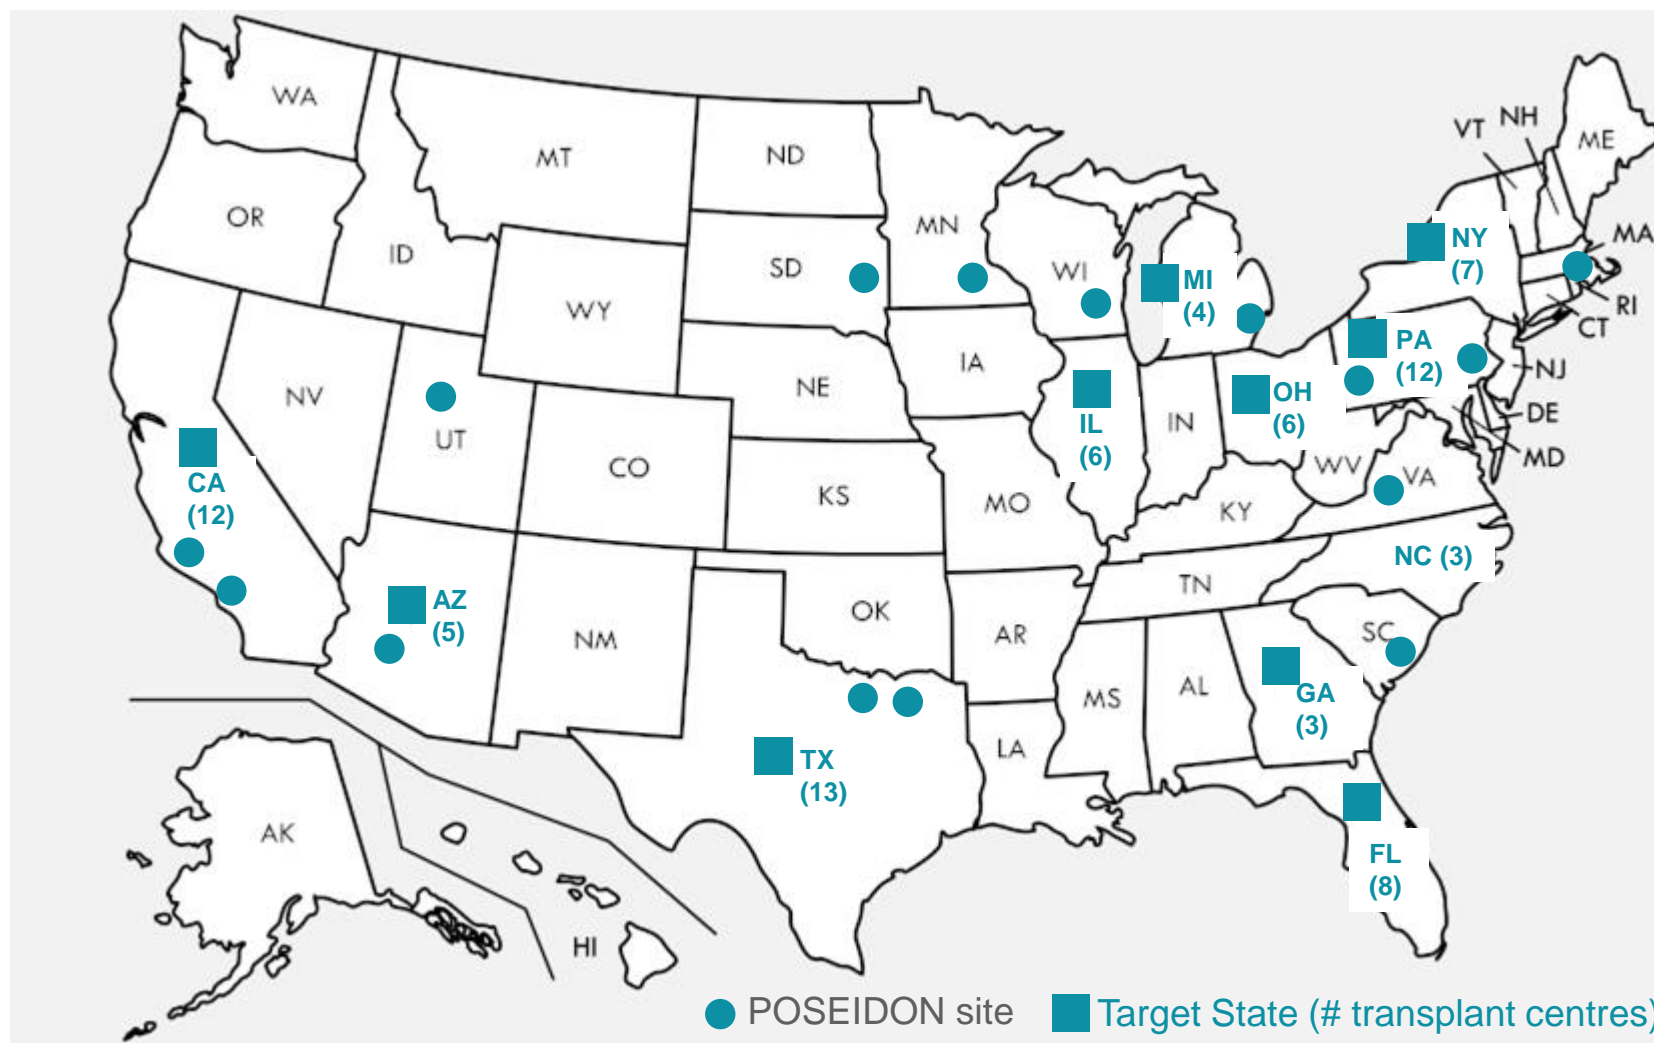 WA
MT
ND
MN
VT
NH
ME
OR
ID
SD
WI
MI
(4)
NY
(7)
MA
WY
RI
CT
NV
UT
NE
IA
IL
(6)
IN
OH
(6)
PA
(12)
NJ
DE
MD
CA
(12)
CO
KS
MO
KY
WV
VA
NC (3)
AZ
(5)
NM
OK
AR
TN
SC
TX
(13)
LA
MS
AL
GA
(3)
FL
(8)
AK
HI
POSEIDON site
Target State (# transplant centres)